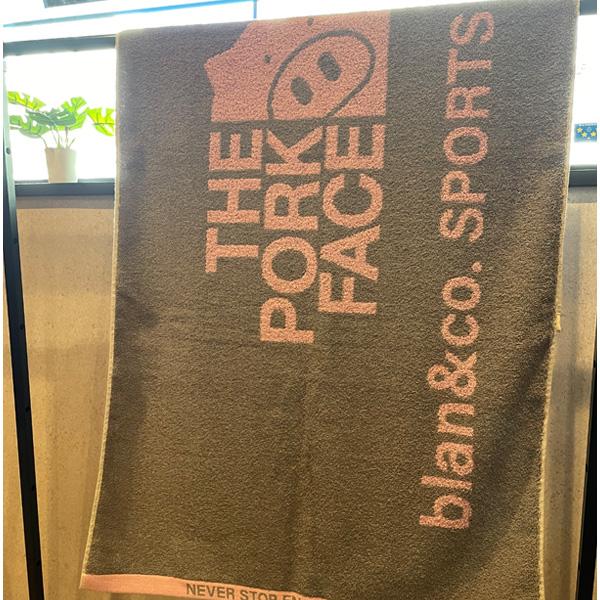 THE
PORK
FACE
blan&co. SPORTS
NEVER STOP